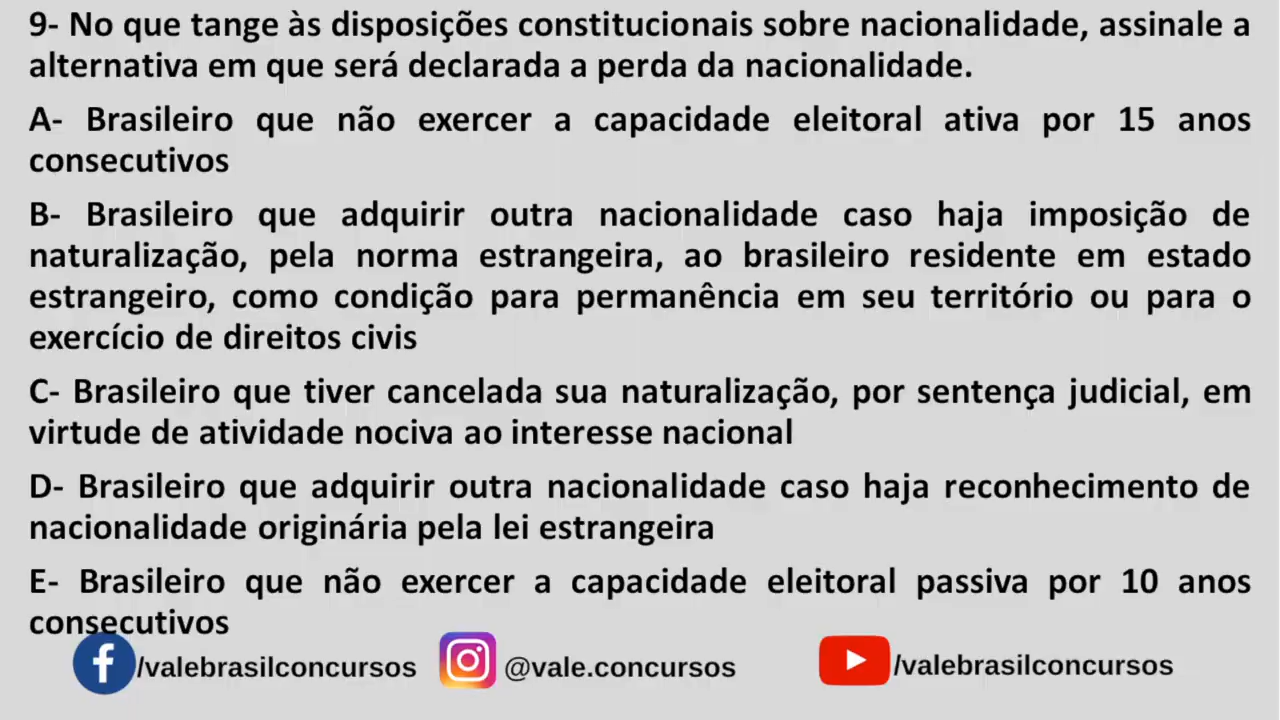 9- No que tange às disposições constitucionais sobre nacionalidade, assinale a
alternativa em que será declarada a perda da nacionalidade.
A- Brasileiro que não exercer a capacidade eleitoral ativa por 15 anos
consecutivos
B- Brasileiro que adquirir outra nacionalidade caso haja imposição de
naturalização, pela norma estrangeira, ao brasileiro residente em estado
estrangeiro, como condição para permanência em seu território ou para o
exercício de direitos civis
C- Brasileiro que tiver cancelada sua naturalização, por sentença judicial, em
virtude de atividade nociva ao interesse nacional
D- Brasileiro que adquirir outra nacionalidade caso haja reconhecimento de
nacionalidade originária pela lei estrangeira
E- Brasileiro que não exercer a capacidade eleitoral passiva por 10 anos
consecutivos
/valebrasilconcursos @vale.concursos /valebrasilconcursos